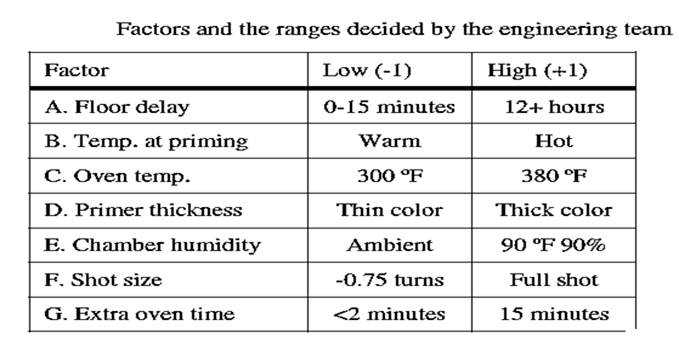 Factors and the ranges decided by the engineering team
Factor Low (-1) High (+1)
A. Floor delay 0-15 minutes 12+ hours
B. Temp. at priming Warm Hot
C. Oven temp. 300 ºF 380 ºF
D. Primer thickness Thin color Thick color
E. Chamber humidity Ambient 90 ºF 90%
F. Shot size -0.75 turns Full shot
G. Extra oven time <2 minutes 15 minutes